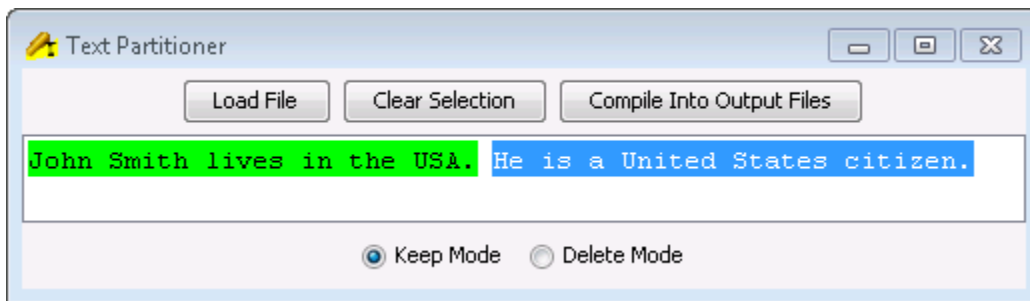 Text Partitioner
Load File Clear Selection Compile Into Output Files
John Smith lives in the USA. He is a United States citizen.
Keep Mode Delete Mode